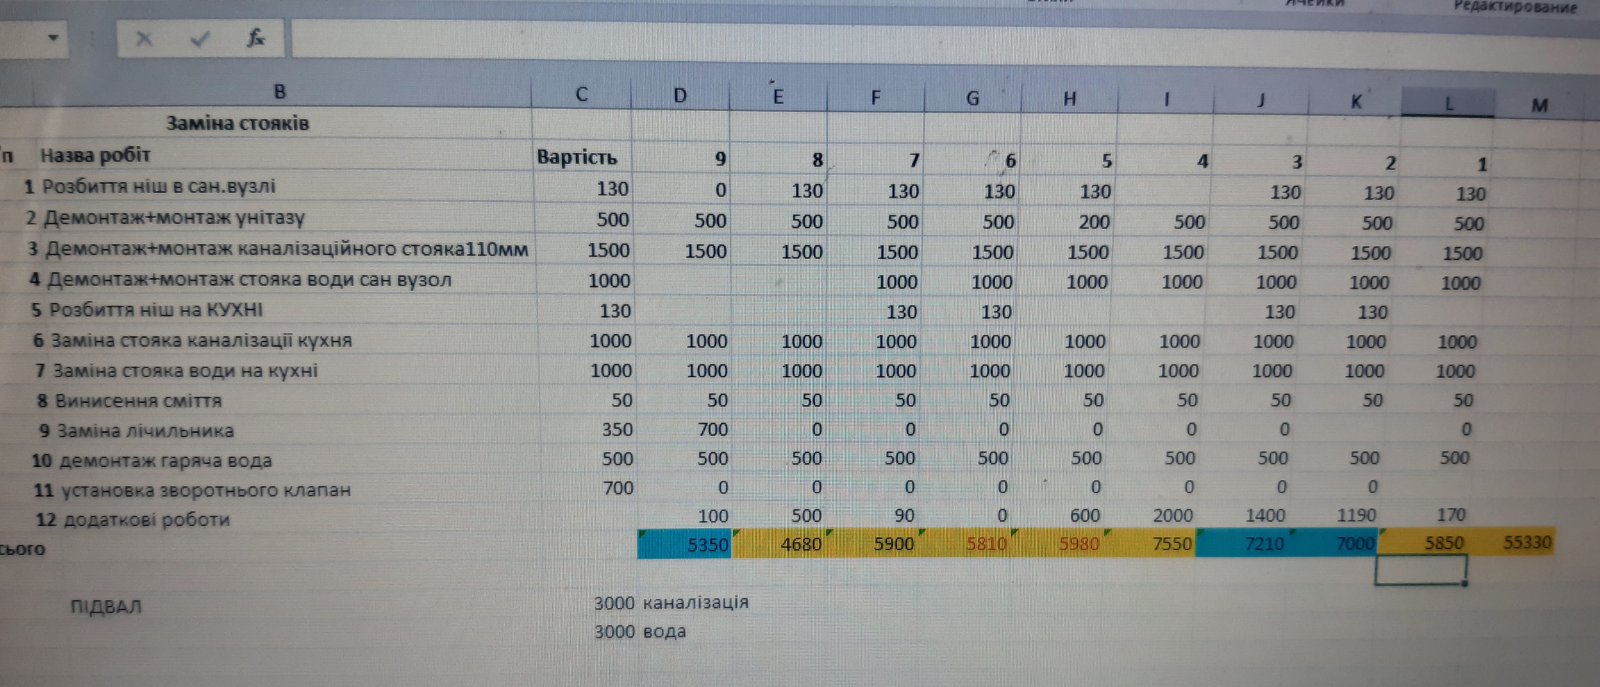 Редактирование
fx
B C D E F G H I J K L M
Заміна стояків
п Назва робіт Вартість 9 8 7 6 5 4 3 2 1
1 Розбиття ніш в сан.вузлі 130 0 130 130 130 130 130 130 130
2 Демонтаж+монтаж унітазу 500 500 500 500 500 200 500 500 500 500
3 Демонтаж+монтаж каналізаційного стояка110мм 1500 1500 1500 1500 1500 1500 1500 1500 1500 1500
4 Демонтаж+монтаж стояка води сан вузол 1000 1000 1000 1000 1000 1000 1000 1000
5 Розбиття ніш на КУХНІ 130 130 130 130 130
6 Заміна стояка каналізації кухня 1000 1000 1000 1000 1000 1000 1000 1000 1000 1000
7 Заміна стояка води на кухні 1000 1000 1000 1000 1000 1000 1000 1000 1000 1000
8 Винисення сміття 50 50 50 50 50 50 50 50 50 50
9 Заміна лічильника 350 700 0 0 0 0 0 0 0
10 демонтаж гаряча вода 500 500 500 500 500 500 500 500 500 500
11 установка зворотнього клапан 700 0 0 0 0 0 0 0 0
12 додаткові роботи 100 500 90 0 600 2000 1400 1190 170
сього 5350 4680 5900 5810 5980 7550 7210 7000 5850 55330
ПІДВАЛ 3000 каналізація
3000 вода